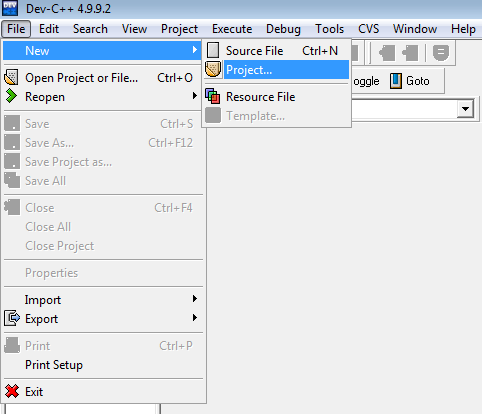 DEV Dev-C++ 4.9.9.2
File Edit Search View Project Execute Debug Tools CVS Window Help
New
Source File Ctrl+N
Project...
Resource File
Template...
oggle Goto
Open Project or File... Ctrl+O
Reopen
Save Ctrl+S
Save As... Ctrl+F12
Save Project as...
Save All
Close Ctrl+F4
Close All
Close Project
Properties
Import
Export
Print Ctrl+P
Print Setup
Exit